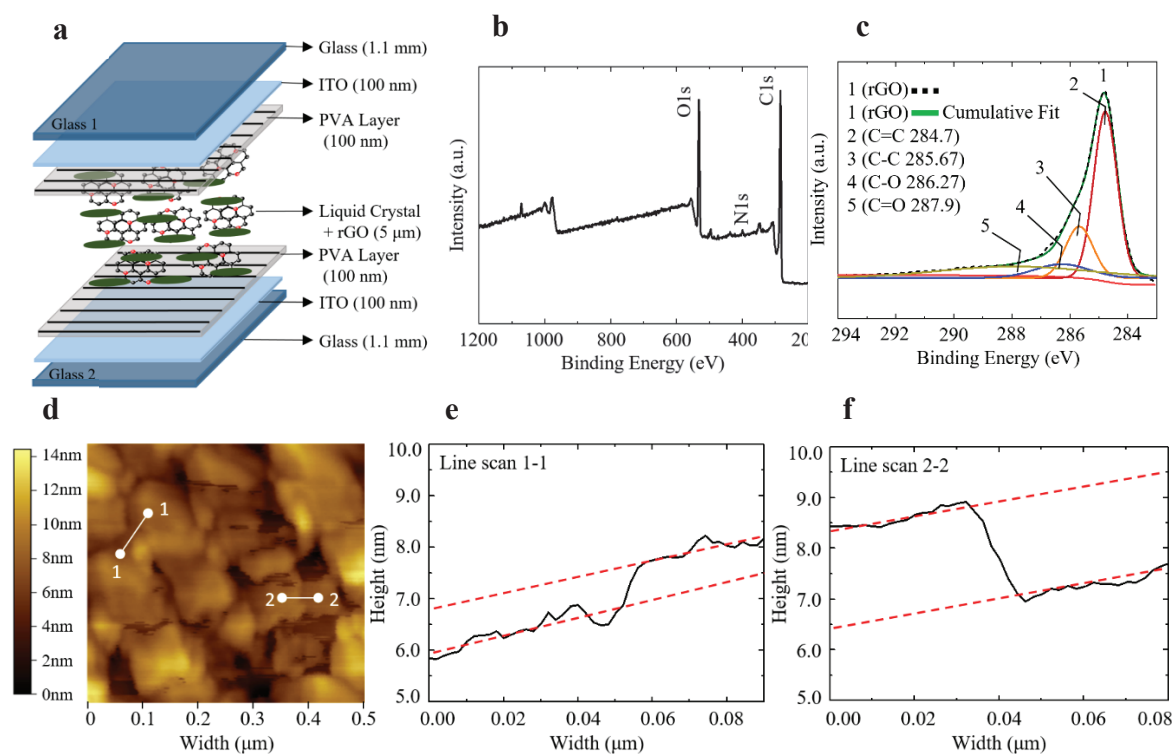 a
Glass (1.1 mm)
ITO (100 nm)
PVA Layer
(100 nm)
Glass 1
Liquid Crystal
+ rGO (5 μm)
PVA Layer
(100 nm)
ITO (100 nm)
Glass (1.1 mm)
Glass 2
b
Intensity (a.u.)
O1s
N1s
C1s
1200 1000 800 600 400 20
Binding Energy (eV)
c
Intensity (a.u.)
1 (rGO)
1 (rGO) Cumulative Fit
2 (C=C 284.7)
3 (C-C 285.67)
4 (C-O 286.27)
5 (C=O 287.9)
1
2
3
4
5
294 292 290 288 286 284
Binding Energy (eV)
d
14nm
12nm
10nm
8nm
6nm
4nm
2nm
0nm
1
1
2 2
0 0.1 0.2 0.3 0.4 0.5
Width (μm)
e
Line scan 1-1
Height (nm)
10.0
9.0
8.0
7.0
6.0
5.0
0.00 0.02 0.04 0.06 0.08
Width (μm)
f
Line scan 2-2
Height (nm)
10.0
9.0
8.0
7.0
6.0
5.0
0.00 0.02 0.04 0.06 0.08
Width (μm)